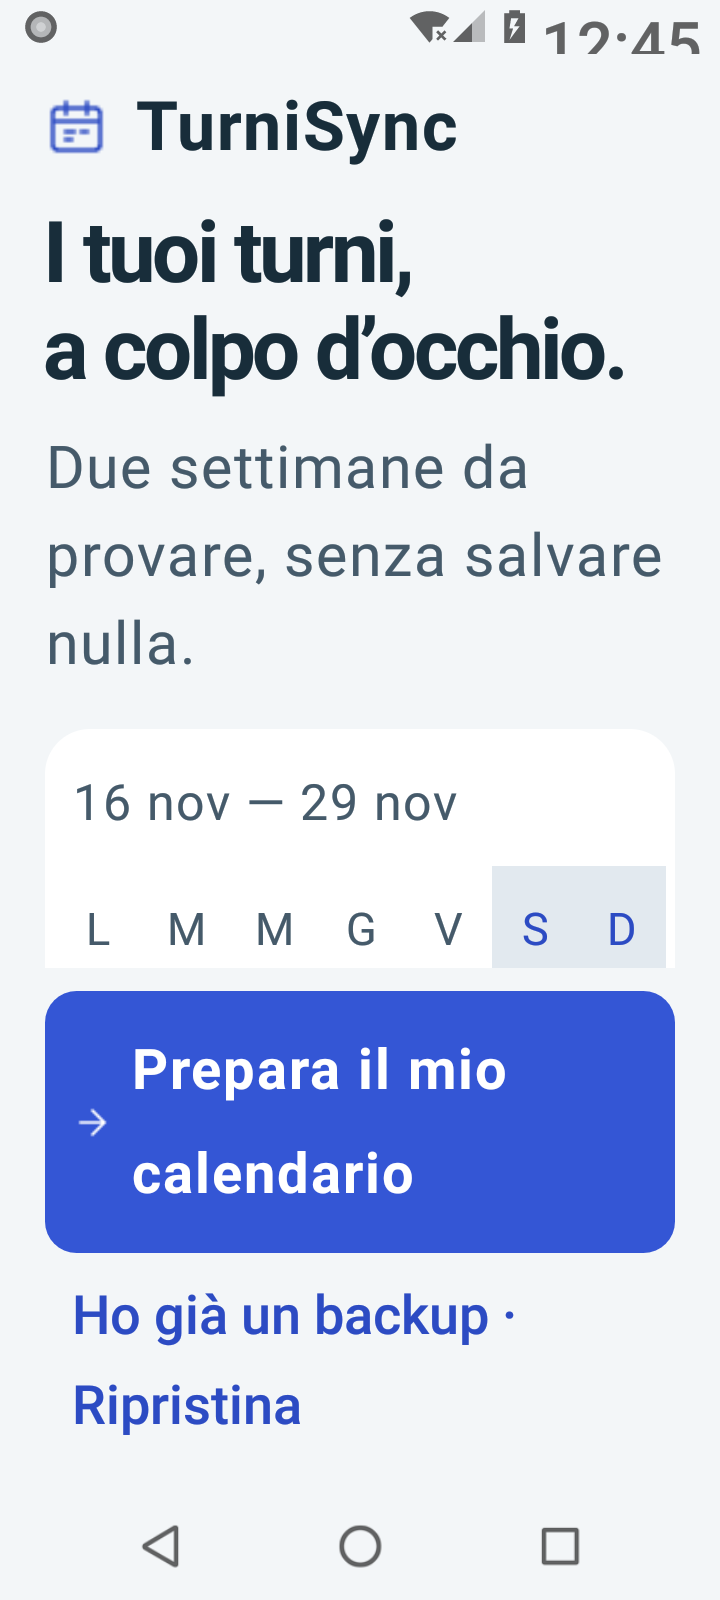 12:45
TurniSync
I tuoi turni,
a colpo d’occhio.
Due settimane da
provare, senza salvare
nulla.
16 nov — 29 nov
L M M G V S D
Prepara il mio
calendario
Ho già un backup ·
Ripristina